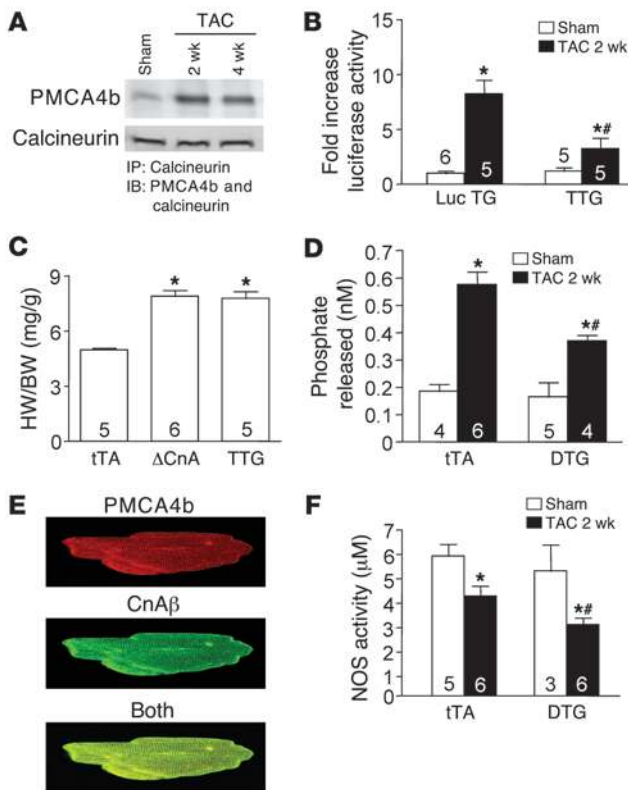 A
TAC
Sham
2 wk
4 wk
PMCA4b
Calcineurin
IP: Calcineurin
IB: PMCA4b and
calcineurin
B
Sham
TAC 2 wk
Fold increase
luciferase activity
15
10
5
0
*
*#
6
5
5
5
Luc TG
TTG
C
HW/BW (mg/g)
9
6
3
0
*
*
5
6
5
tTA
ΔCnA
TTG
D
Sham
TAC 2 wk
Phosphate
released (nM)
0.7
0.6
0.5
0.4
0.3
0.2
0.1
0
*
*#
4
6
5
4
tTA
DTG
E
PMCA4b
CnAβ
Both
F
Sham
TAC 2 wk
NOS activity (μM)
6
5
4
3
2
1
0
*
*#
5
6
3
6
tTA
DTG